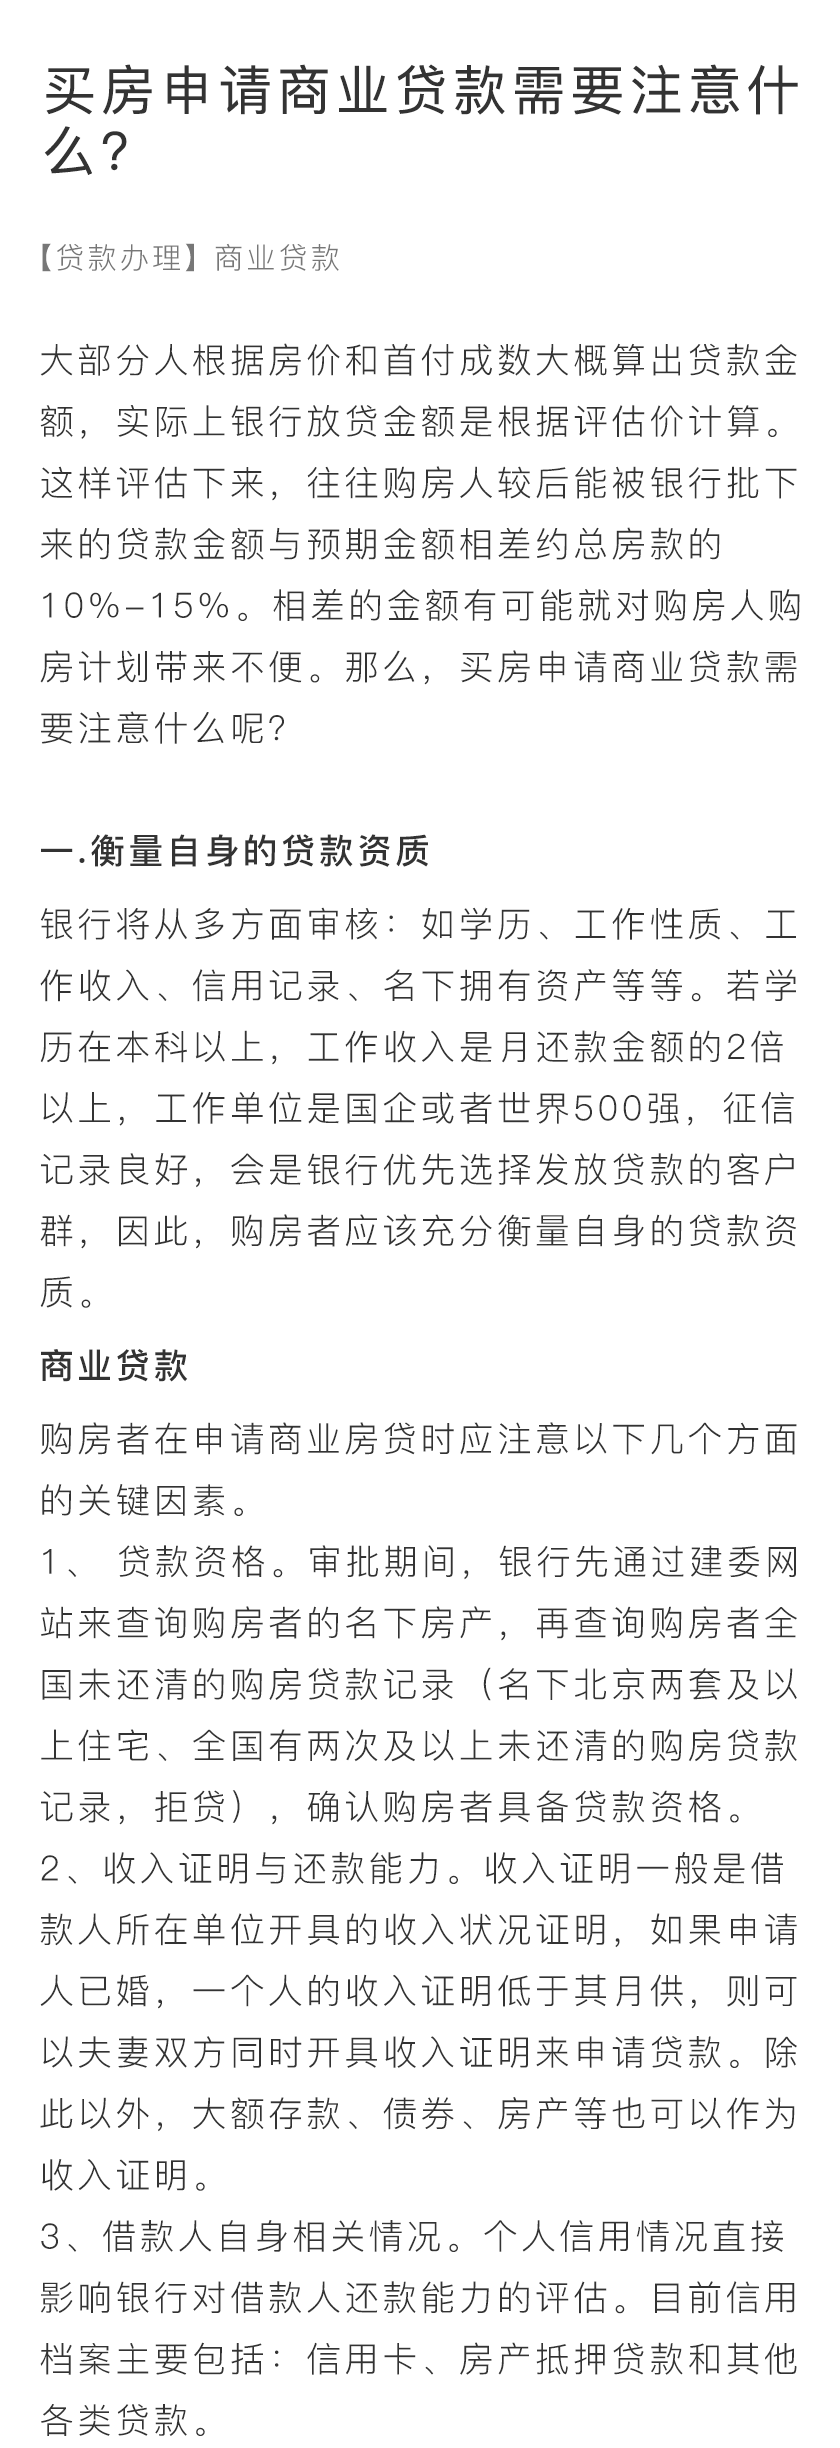 买房申请商业贷款需要注意什
么?
【贷款办理】商业贷款
大部分人根据房价和首付成数大概算出贷款金
额，实际上银行放贷金额是根据评估价计算。
这样评估下来，往往购房人较后能被银行批下
来的贷款金额与预期金额相差约总房款的
10%-15%。相差的金额有可能就对购房人购
房计划带来不便。那么，买房申请商业贷款需
要注意什么呢?
一.衡量自身的贷款资质
银行将从多方面审核：如学历、工作性质、工
作收入、信用记录、名下拥有资产等等。若学
历在本科以上，工作收入是月还款金额的2倍
以上，工作单位是国企或者世界500强，征信
记录良好，会是银行优先选择发放贷款的客户
群，因此，购房者应该充分衡量自身的贷款资
质。
商业贷款
购房者在申请商业房贷时应注意以下几个方面
的关键因素。
1、 贷款资格。审批期间，银行先通过建委网
站来查询购房者的名下房产，再查询购房者全
国未还清的购房贷款记录（名下北京两套及以
上住宅、全国有两次及以上未还清的购房贷款
记录，拒贷），确认购房者具备贷款资格。
2、收入证明与还款能力。收入证明一般是借
款人所在单位开具的收入状况证明，如果申请
人已婚，一个人的收入证明低于其月供，则可
以夫妻双方同时开具收入证明来申请贷款。除
此以外，大额存款、债券、房产等也可以作为
收入证明。
3、借款人自身相关情况。个人信用情况直接
影响银行对借款人还款能力的评估。目前信用
档案主要包括：信用卡、房产抵押贷款和其他
各类贷款。